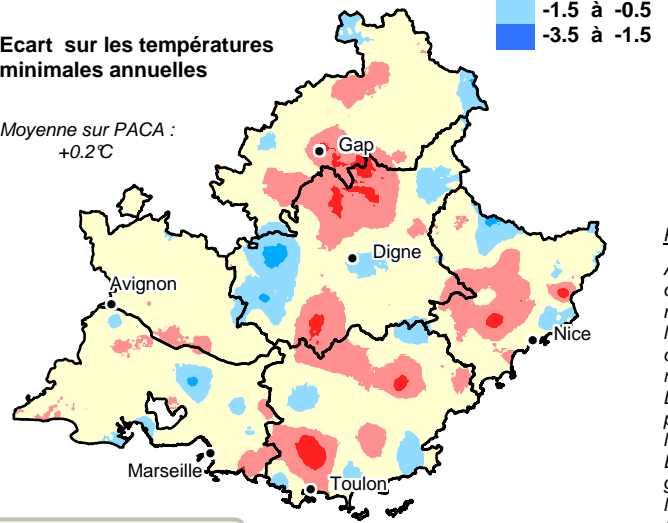 -1.5 à -0.5
-3.5 à -1.5
Ecart sur les températures
minimales annuelles
Moyenne sur PACA :
+0.2°C
Gap
Digne
Avignon
Nice
Marseille
Toulon